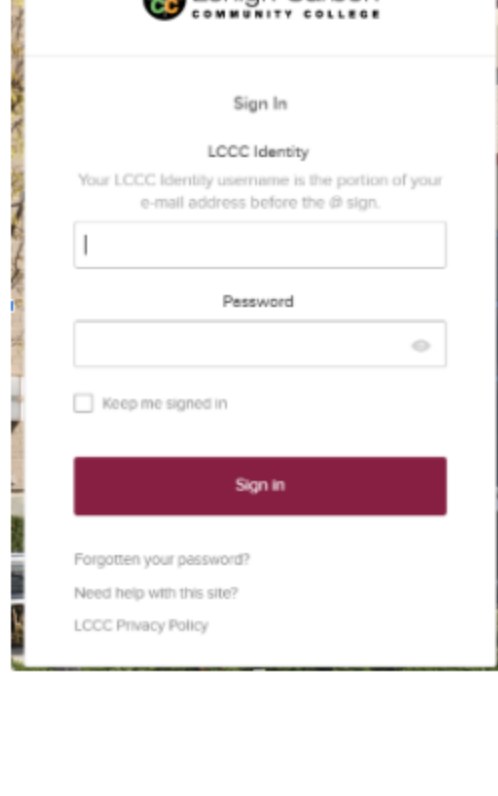 CC
COMMUNITY COLLEGE
Sign In
LCCC Identity
Your LCCC Identity username is the portion of your
e-mail address before the @ sign.
Password
Keep me signed in
Sign in
Forgotten your password?
Need help with this site?
LCCC Privacy Policy